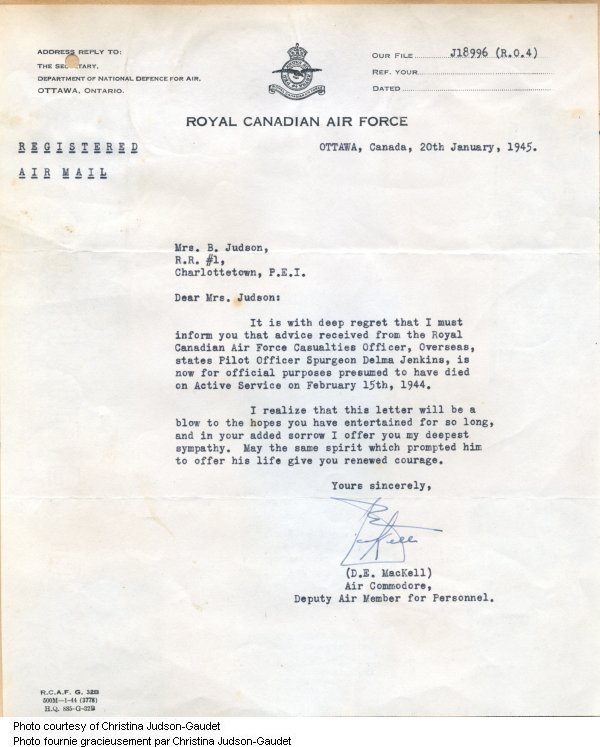 ADDRESS REPLY TO:
THE SECRETARY,
DEPARTMENT OF NATIONAL DEFENCE FOR AIR,
OTTAWA, ONTARIO.
OUR FILE J18996 (R.O.4)
REF. YOUR
DATED
ROYAL CANADIAN AIR FORCE
REGISTERED
AIR MAIL
OTTAWA, Canada, 20th January, 1945.
Mrs. B. Judson,
R.R. #1,
Charlottetown, P.E.I.
Dear Mrs. Judson:
It is with deep regret that I must
inform you that advice received from the Royal
Canadian Air Force Casualties Officer, Overseas,
states Pilot Officer Spurgeon Delma Jenkins, is
now for official purposes presumed to have died
on Active Service on February 15th, 1944.
I realize that this letter will be a
blow to the hopes you have entertained for so long,
and in your added sorrow I offer you my deepest
sympathy. May the same spirit which prompted him
to offer his life give you renewed courage.
Yours sincerely,
(D.E. MacKell)
Air Commodore,
Deputy Air Member for Personnel.
R.C.A.F. G. 32B
500M—1-44 (3778)
H.Q. 885-G-32B
Photo courtesy of Christina Judson-Gaudet
Photo fournie gracieusement par Christina Judson-Gaudet